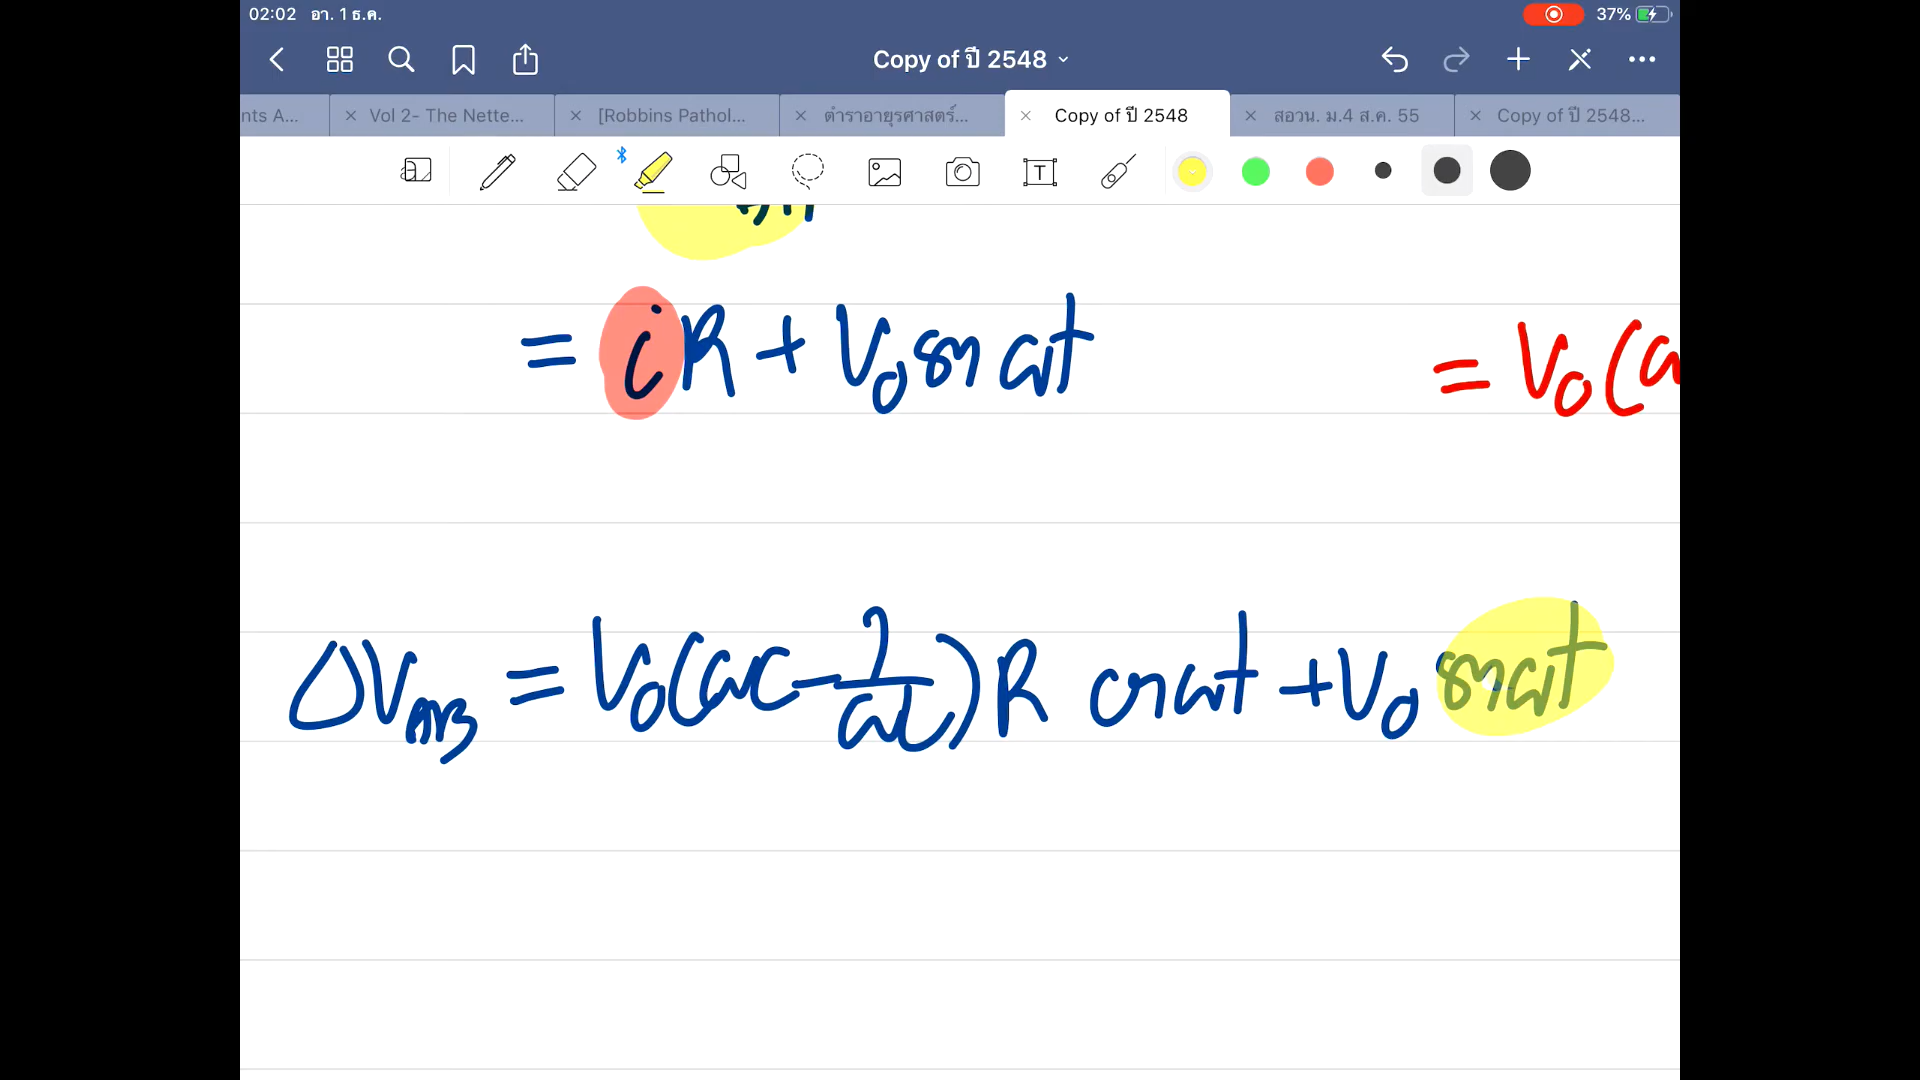 02:02 อา. 1 ธ.ค. 37%
Copy of ปี 2548
nts A... Vol 2- The Nette... [Robbins Pathol... ตำราอายุรศาสตร์... Copy of ปี 2548 สอวน. ม.4 ส.ค. 55 Copy of ปี 2548...
= iR + V₀ sin ωt
= V₀(ω
ΔV_AB = V₀(ωC - 1/ωL)R cos ωt + V₀ sin ωt